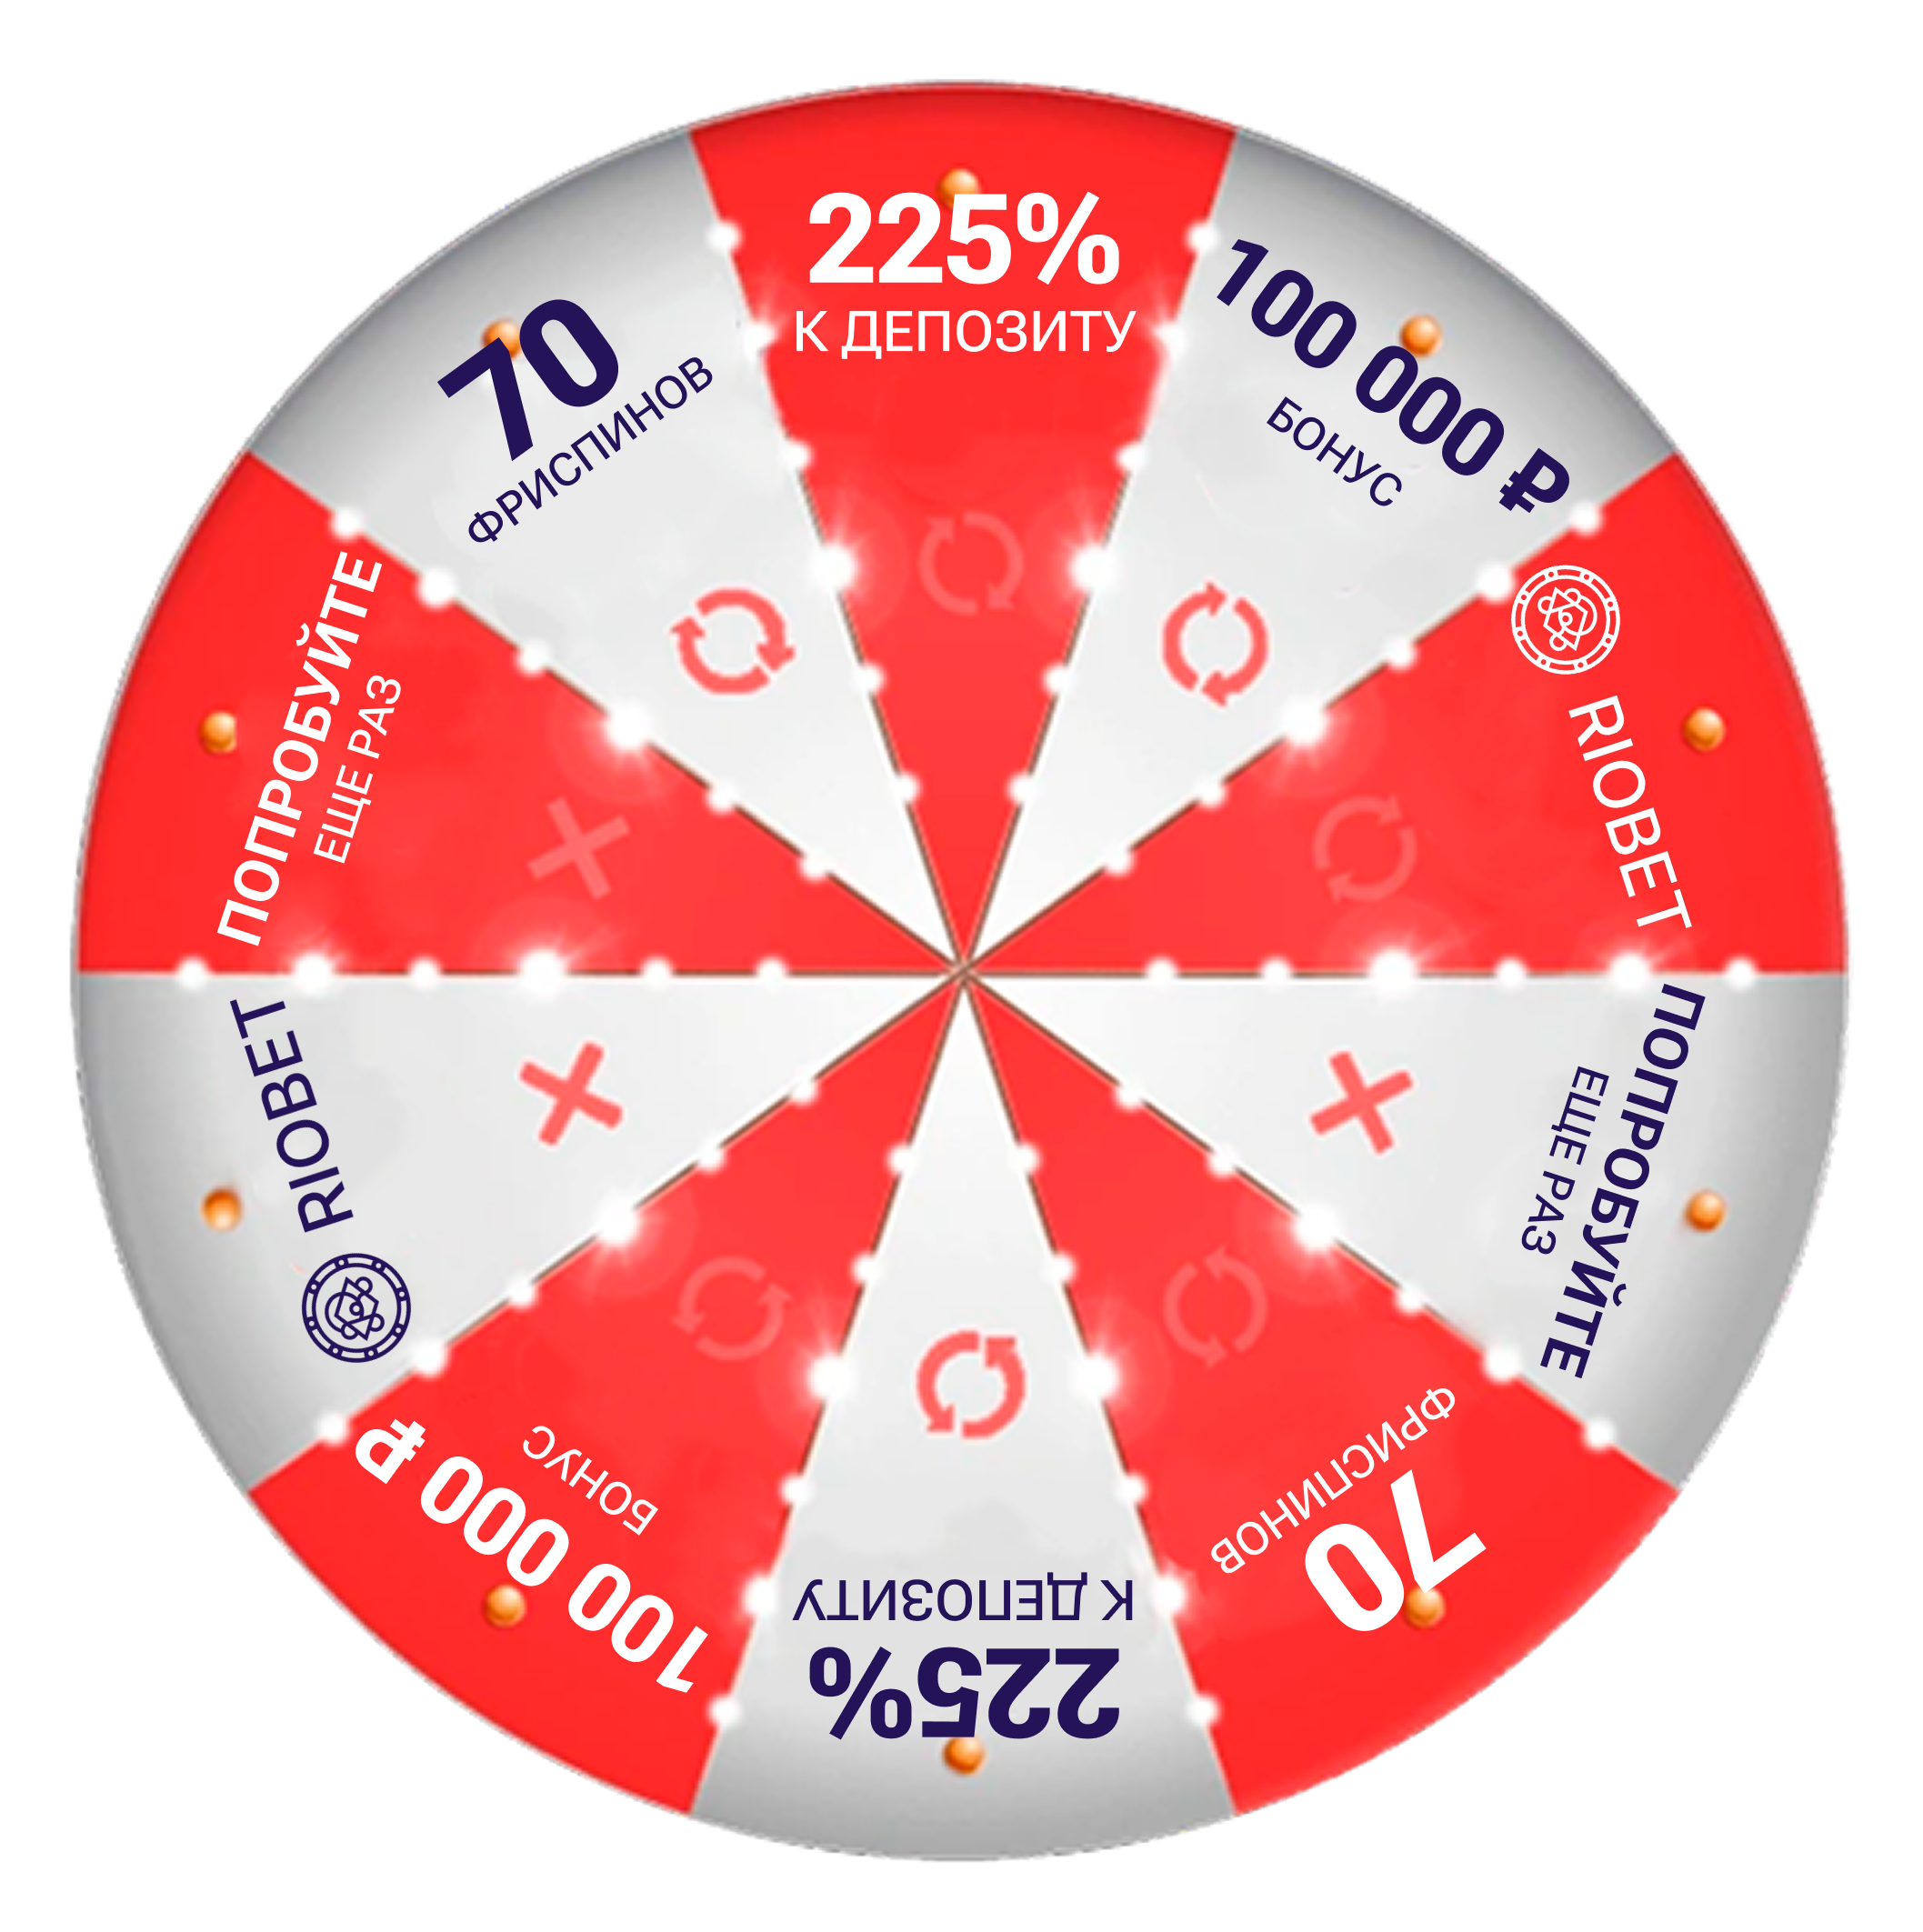 225%
К ДЕПОЗИТУ
100 000 ₽
БОНУС
RIOBET
ПОПРОБУЙТЕ
ЕЩЕ РАЗ
70
ФРИСПИНОВ
225%
К ДЕПОЗИТУ
100 000 ₽
БОНУС
RIOBET
ПОПРОБУЙТЕ
ЕЩЕ РАЗ
70
ФРИСПИНОВ